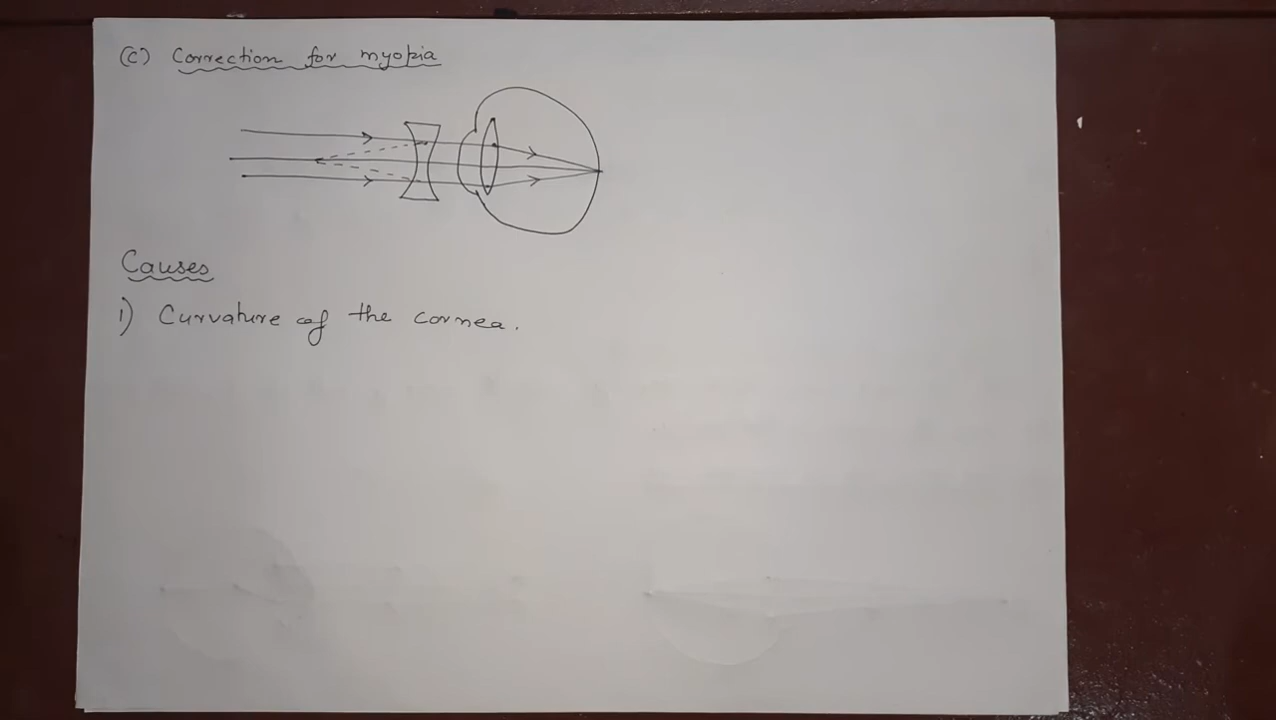 (c) Correction for myopia
Causes
1) Curvature of the cornea.